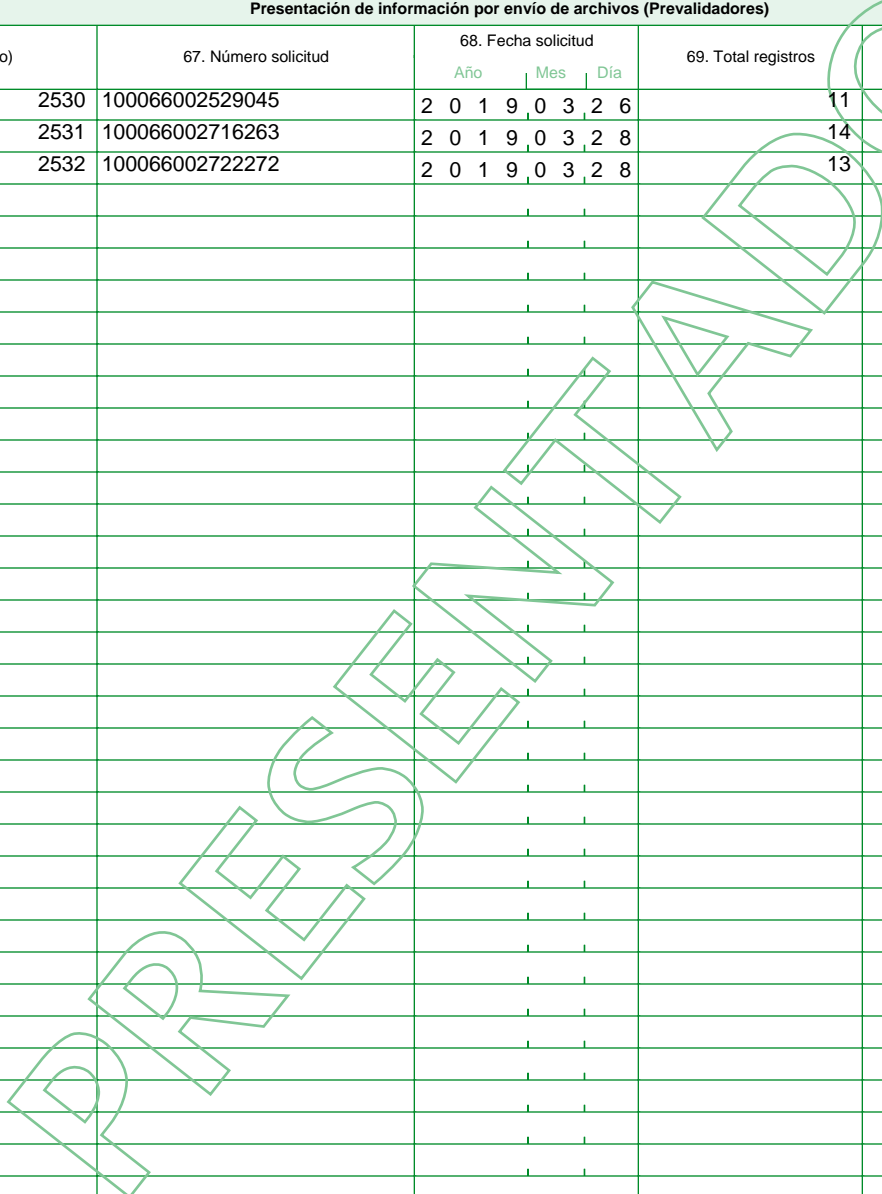 Presentación de información por envío de archivos (Prevalidadores)
o) 67. Número solicitud 68. Fecha solicitud 69. Total registros
Año Mes Día
2530 100066002529045 2 0 1 9 0 3 2 6 11
2531 100066002716263 2 0 1 9 0 3 2 8 14
2532 100066002722272 2 0 1 9 0 3 2 8 13
PRESENTADO